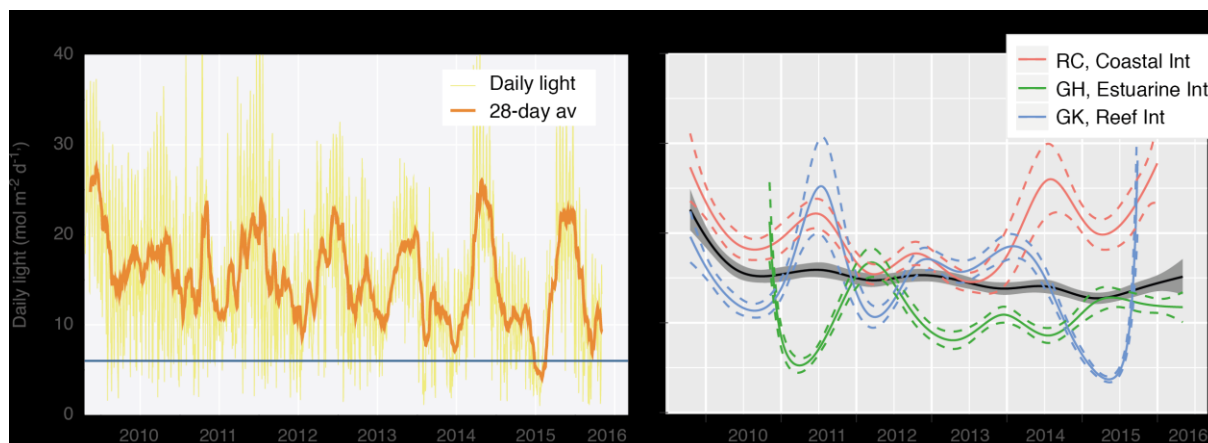 40
30
20
10
0
Daily light (mol m⁻² d⁻¹·)
Daily light
28-day av
2010 2011 2012 2013 2014 2015 2016
RC, Coastal Int
GH, Estuarine Int
GK, Reef Int
2010 2011 2012 2013 2014 2015 2016